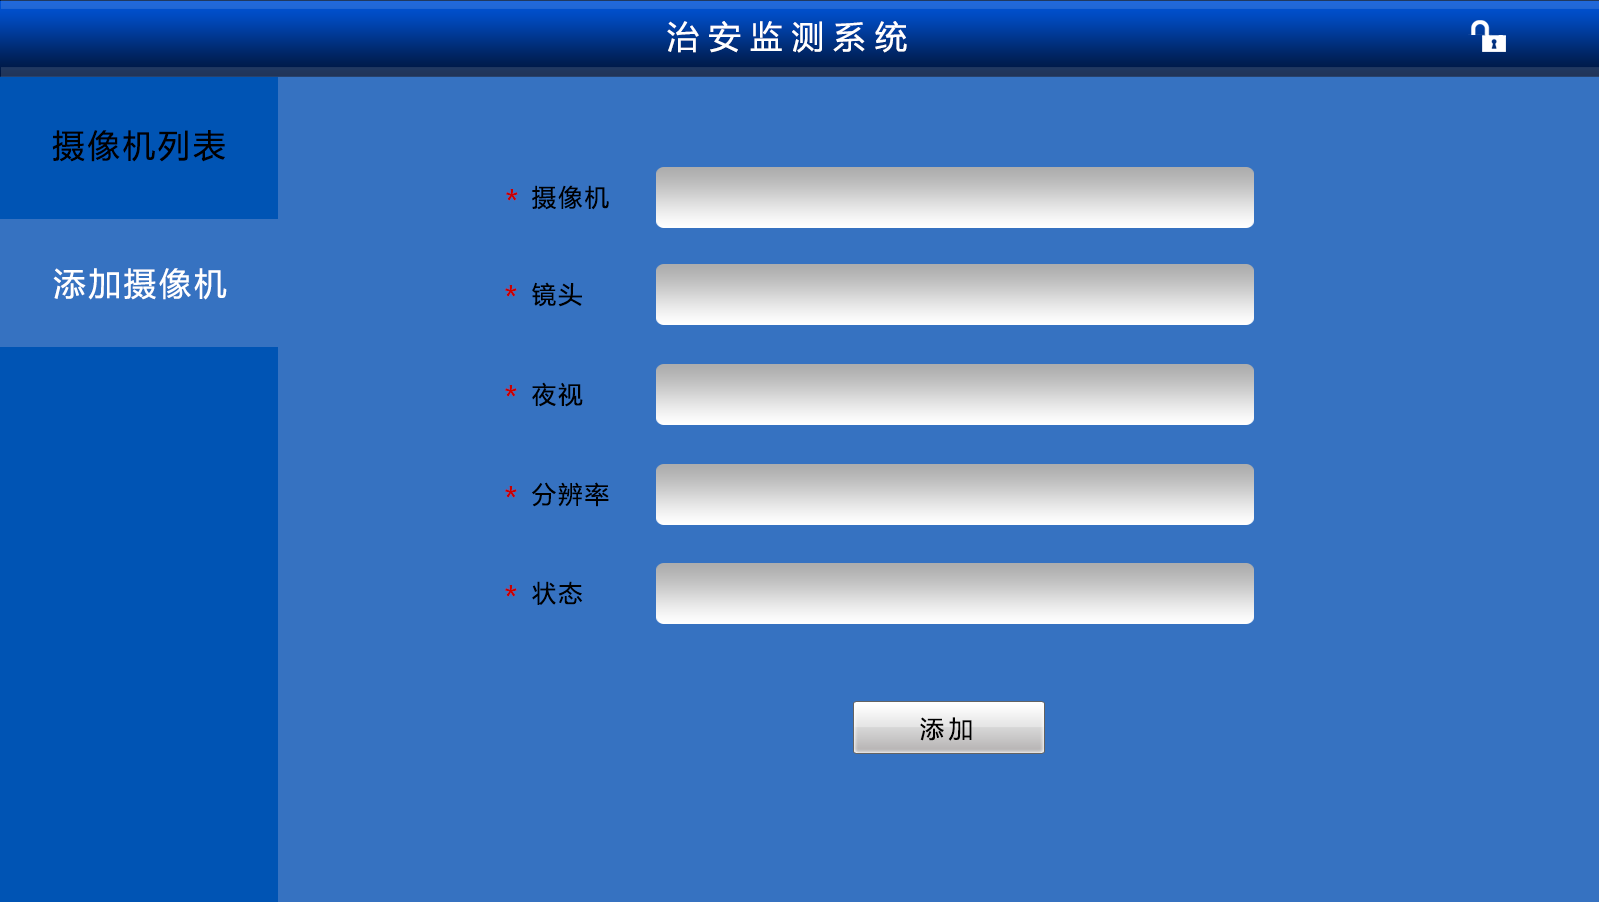 治安监测系统
摄像机列表
添加摄像机
* 摄像机
* 镜头
* 夜视
* 分辨率
* 状态
添加